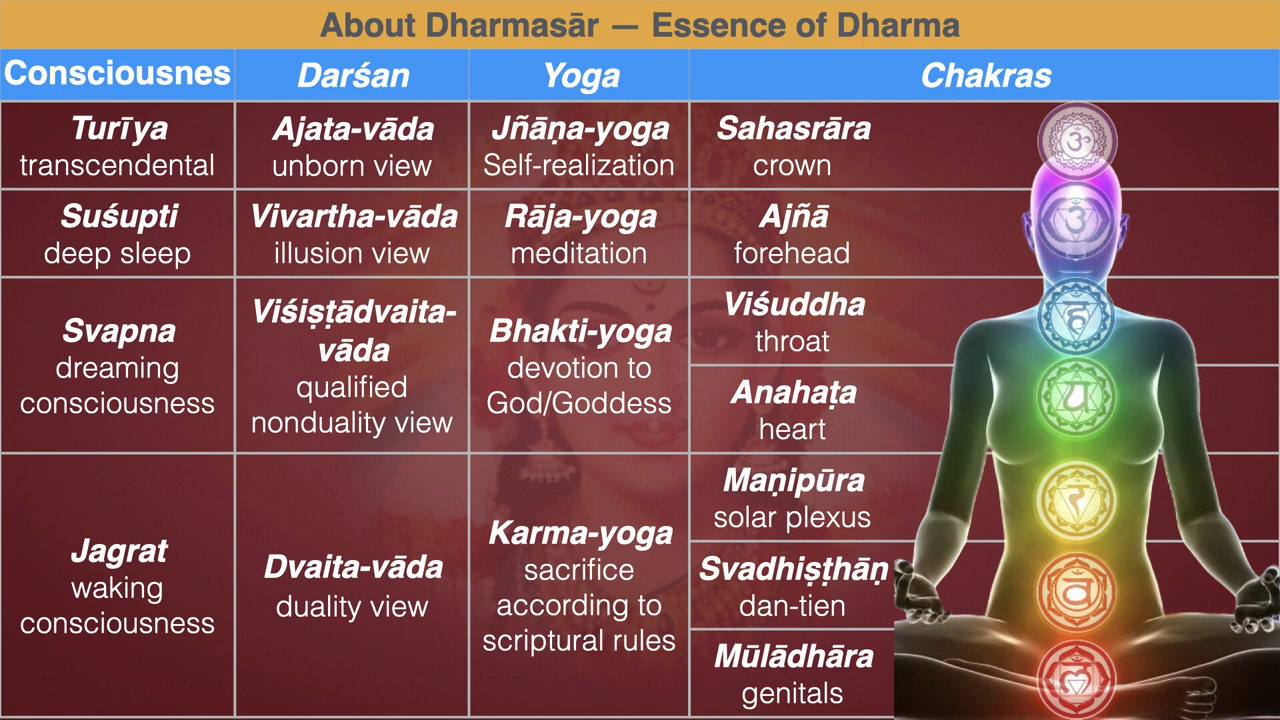 About Dharmasār — Essence of Dharma
Consciousnes
Darśan
Yoga
Chakras
Turīya
transcendental
Ajata-vāda
unborn view
Jñāṇa-yoga
Self-realization
Sahasrāra
crown
Suśupti
deep sleep
Vivartha-vāda
illusion view
Rāja-yoga
meditation
Ajñā
forehead
Svapna
dreaming
consciousness
Viśiṣṭādvaita-
vāda
qualified
nonduality view
Bhakti-yoga
devotion to
God/Goddess
Viśuddha
throat
Anahaṭa
heart
Jagrat
waking
consciousness
Dvaita-vāda
duality view
Karma-yoga
sacrifice
according to
scriptural rules
Maṇipūra
solar plexus
Svadhiṣṭhāṇ
dan-tien
Mūlādhāra
genitals